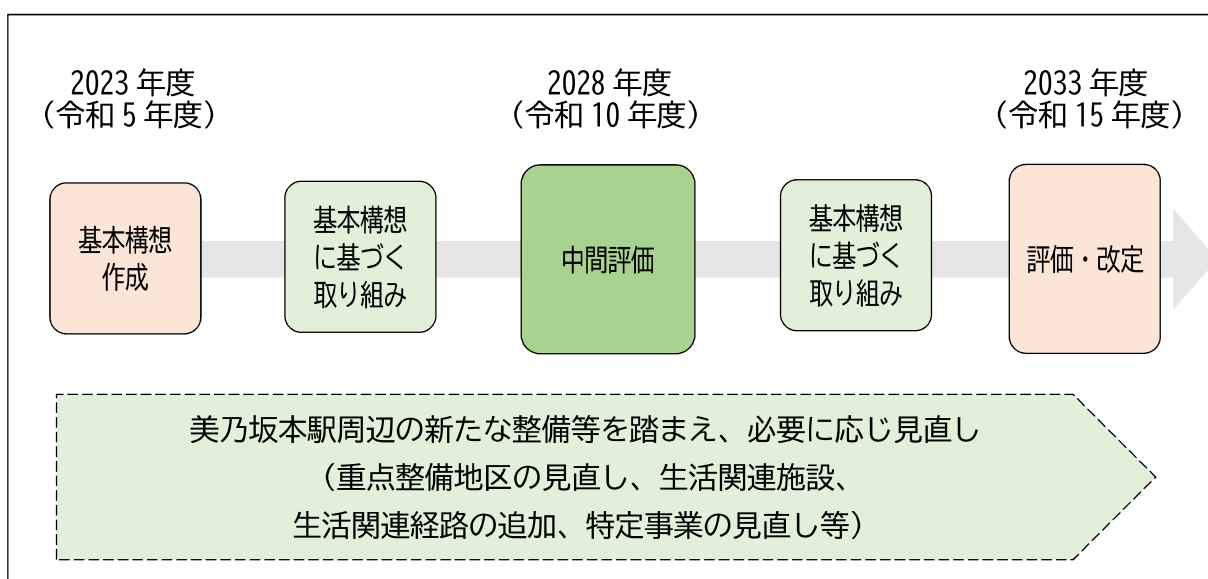 2023 年度
（令和 5 年度）
2028 年度
（令和 10 年度）
2033 年度
（令和 15 年度）
基本構想
作成
基本構想
に基づく
取り組み
中間評価
基本構想
に基づく
取り組み
評価・改定
美乃坂本駅周辺の新たな整備等を踏まえ、必要に応じ見直し
（重点整備地区の見直し、生活関連施設、
生活関連経路の追加、特定事業の見直し等）